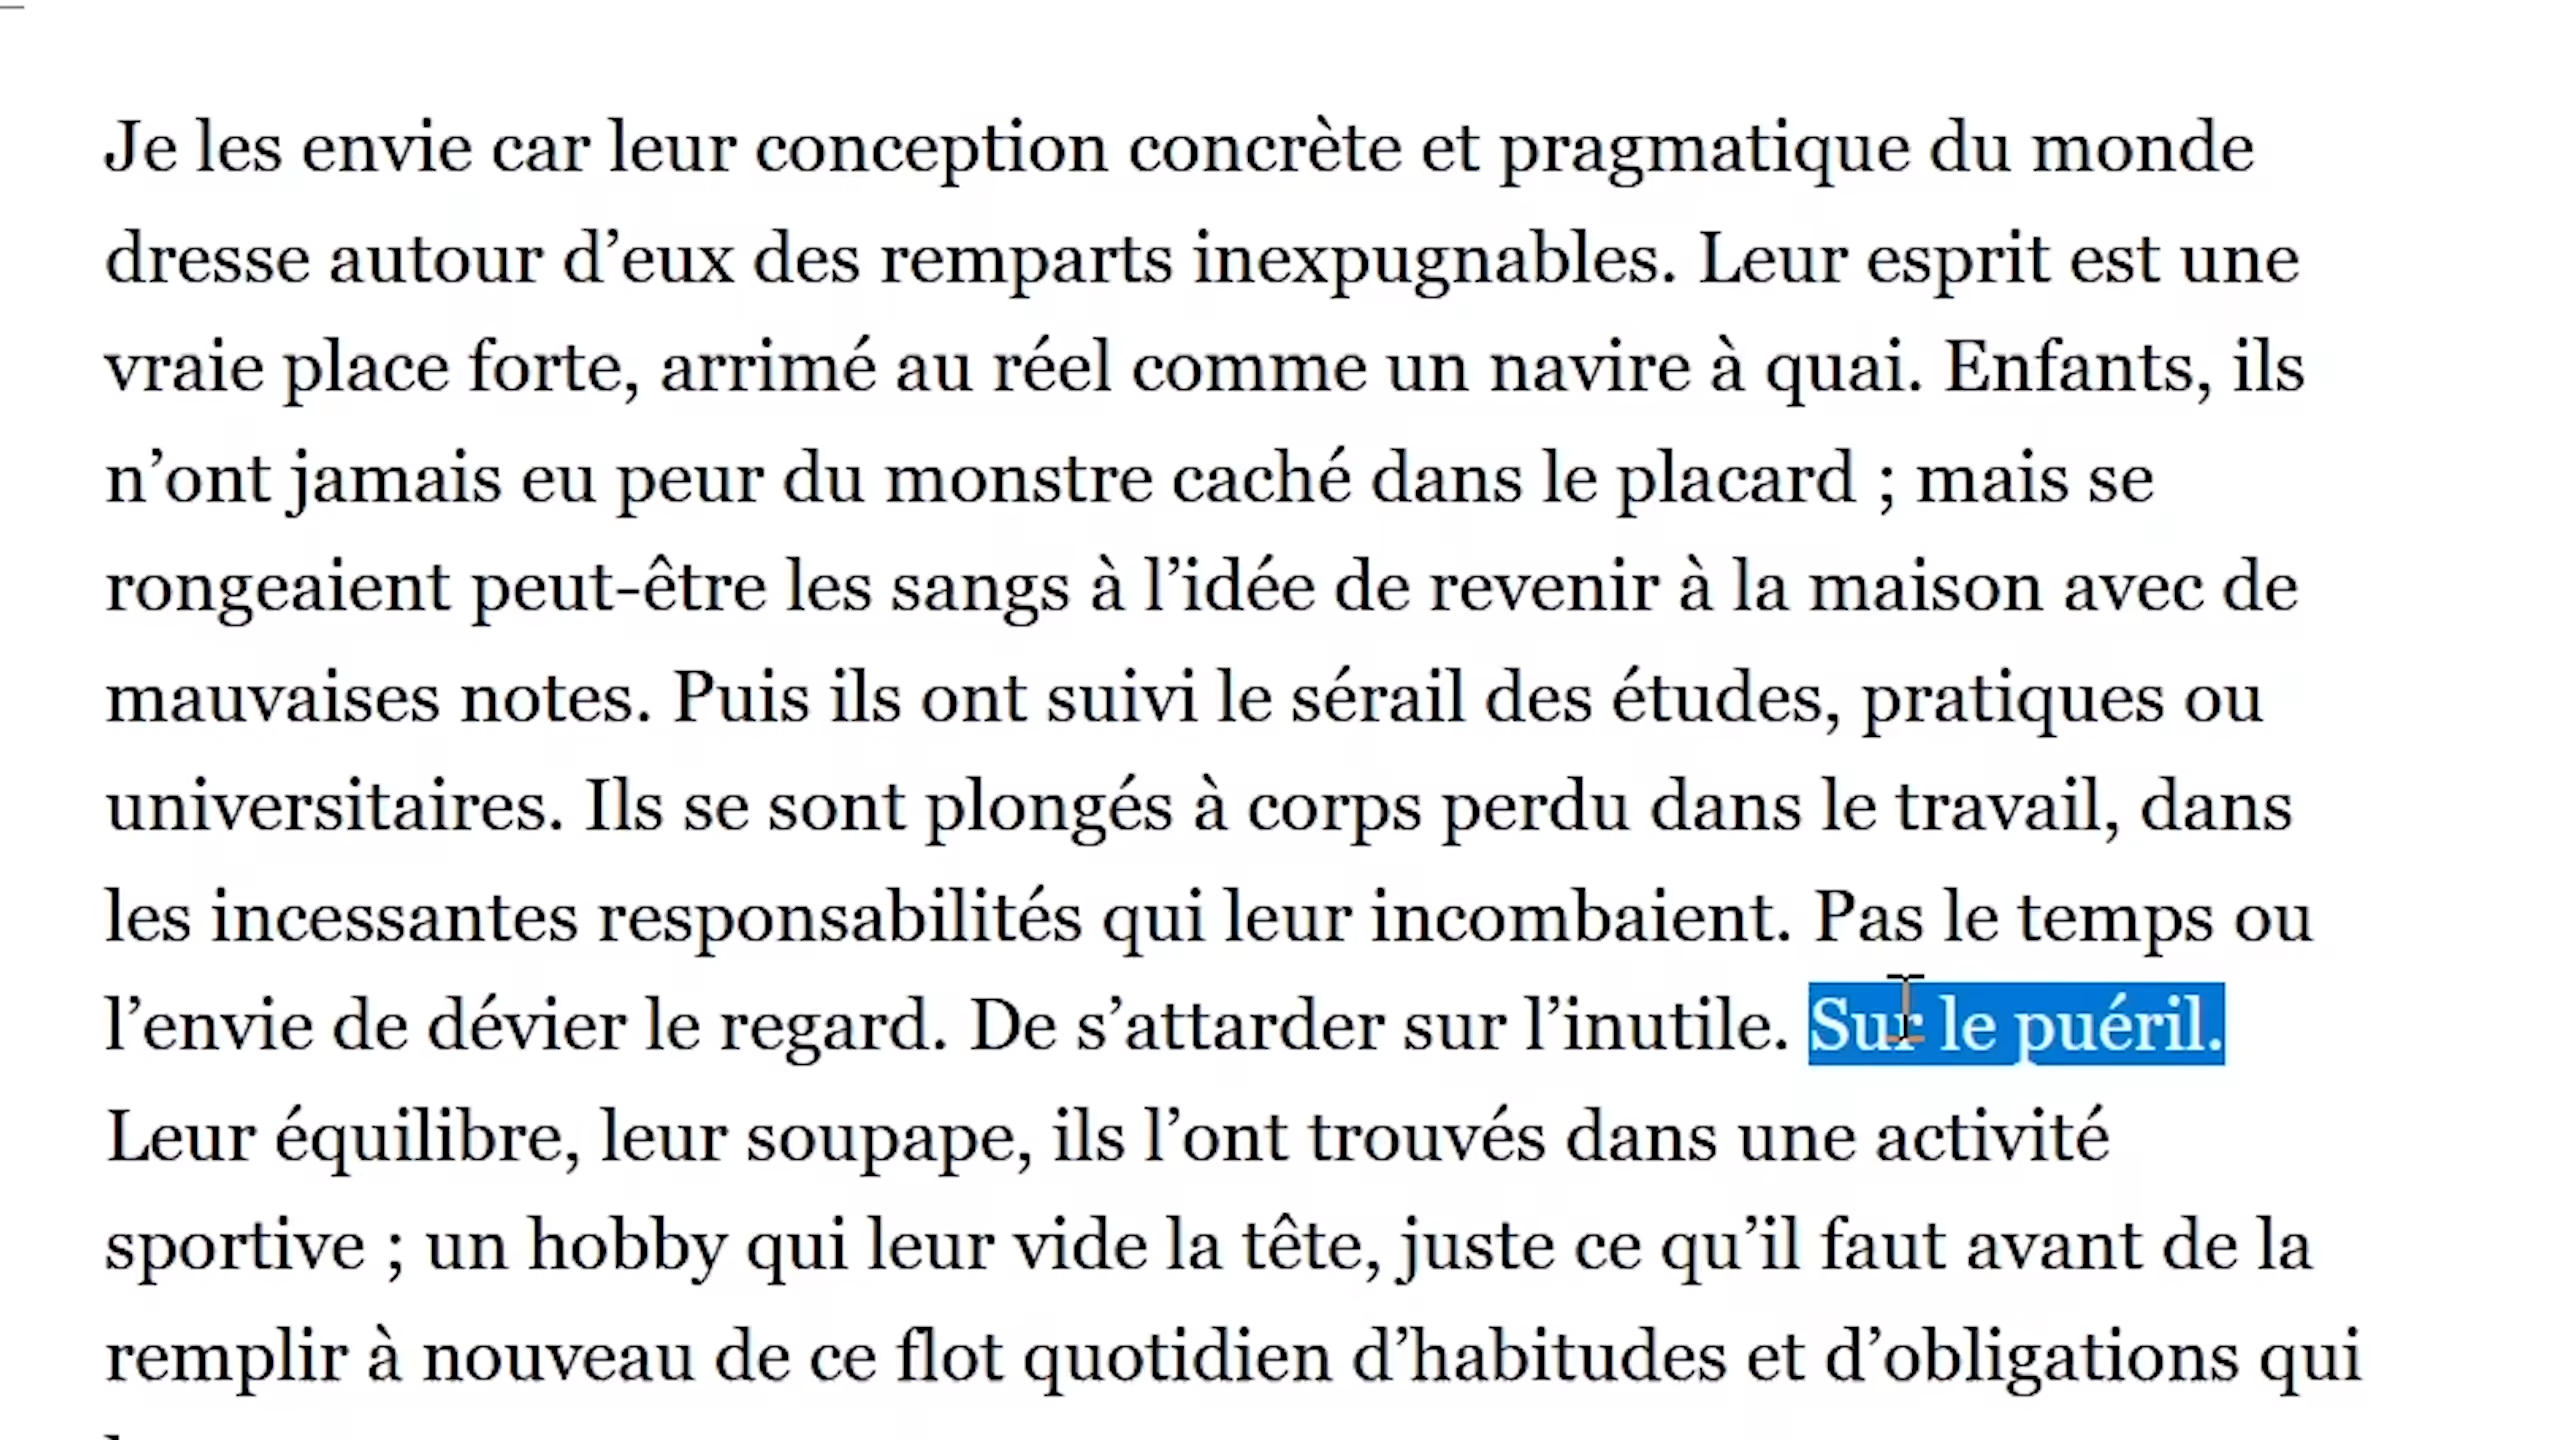 Je les envie car leur conception concrète et pragmatique du monde
dresse autour d’eux des remparts inexpugnables. Leur esprit est une
vraie place forte, arrimé au réel comme un navire à quai. Enfants, ils
n’ont jamais eu peur du monstre caché dans le placard ; mais se
rongeaient peut-être les sangs à l’idée de revenir à la maison avec de
mauvaises notes. Puis ils ont suivi le sérail des études, pratiques ou
universitaires. Ils se sont plongés à corps perdu dans le travail, dans
les incessantes responsabilités qui leur incombaient. Pas le temps ou
l’envie de dévier le regard. De s’attarder sur l’inutile. Sur le puéril.
Leur équilibre, leur soupape, ils l’ont trouvés dans une activité
sportive ; un hobby qui leur vide la tête, juste ce qu’il faut avant de la
remplir à nouveau de ce flot quotidien d’habitudes et d’obligations qui